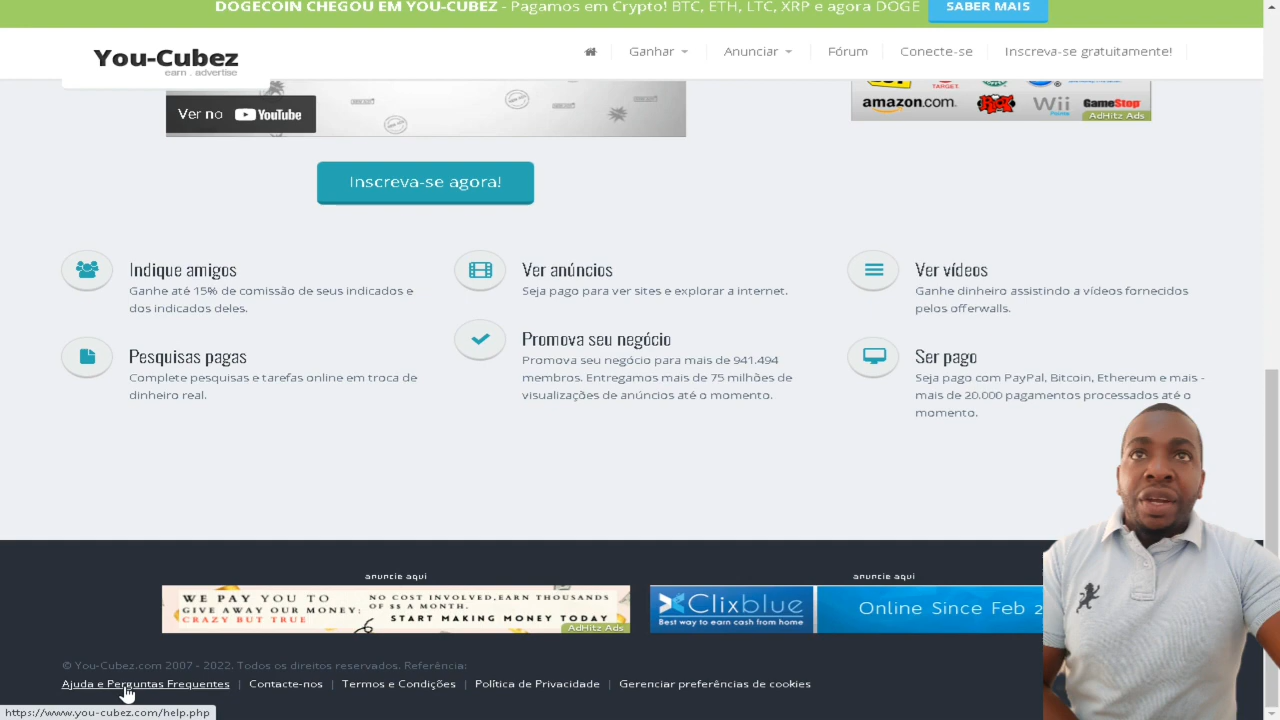 DOGECOIN CHEGOU EM YOU-CUBEZ - Pagamos em Crypto! BTC, ETH, LTC, XRP e agora DOGE
SABER MAIS
You-Cubez
earn . advertise
Ganhar
Anunciar
Fórum
Conecte-se
Inscreva-se gratuitamente!
Ver no YouTube
TARGET
amazon.com
Wii
GameStop
AdHitz Ads
Inscreva-se agora!
Indique amigos
Ganhe até 15% de comissão de seus indicados e
dos indicados deles.
Ver anúncios
Seja pago para ver sites e explorar a internet.
Ver vídeos
Ganhe dinheiro assistindo a vídeos fornecidos
pelos offerwalls.
Pesquisas pagas
Complete pesquisas e tarefas online em troca de
dinheiro real.
Promova seu negócio
Promova seu negócio para mais de 941.494
membros. Entregamos mais de 75 milhões de
visualizações de anúncios até o momento.
Ser pago
Seja pago com PayPal, Bitcoin, Ethereum e mais -
mais de 20.000 pagamentos processados até o
momento.
anuncie aqui
anuncie aqui
WE PAY YOU TO
GIVE AWAY OUR MONEY;
CRAZY BUT TRUE
NO COST INVOLVED,EARN THOUSANDS
OF $$ A MONTH.
START MAKING MONEY TODAY
AdHitz Ads
Clixblue
Best way to earn cash from home
Online Since Feb 2
© You-Cubez.com 2007 - 2022. Todos os direitos reservados. Referência:
Ajuda e Perguntas Frequentes | Contacte-nos | Termos e Condições | Política de Privacidade | Gerenciar preferências de cookies
https://www.you-cubez.com/help.php